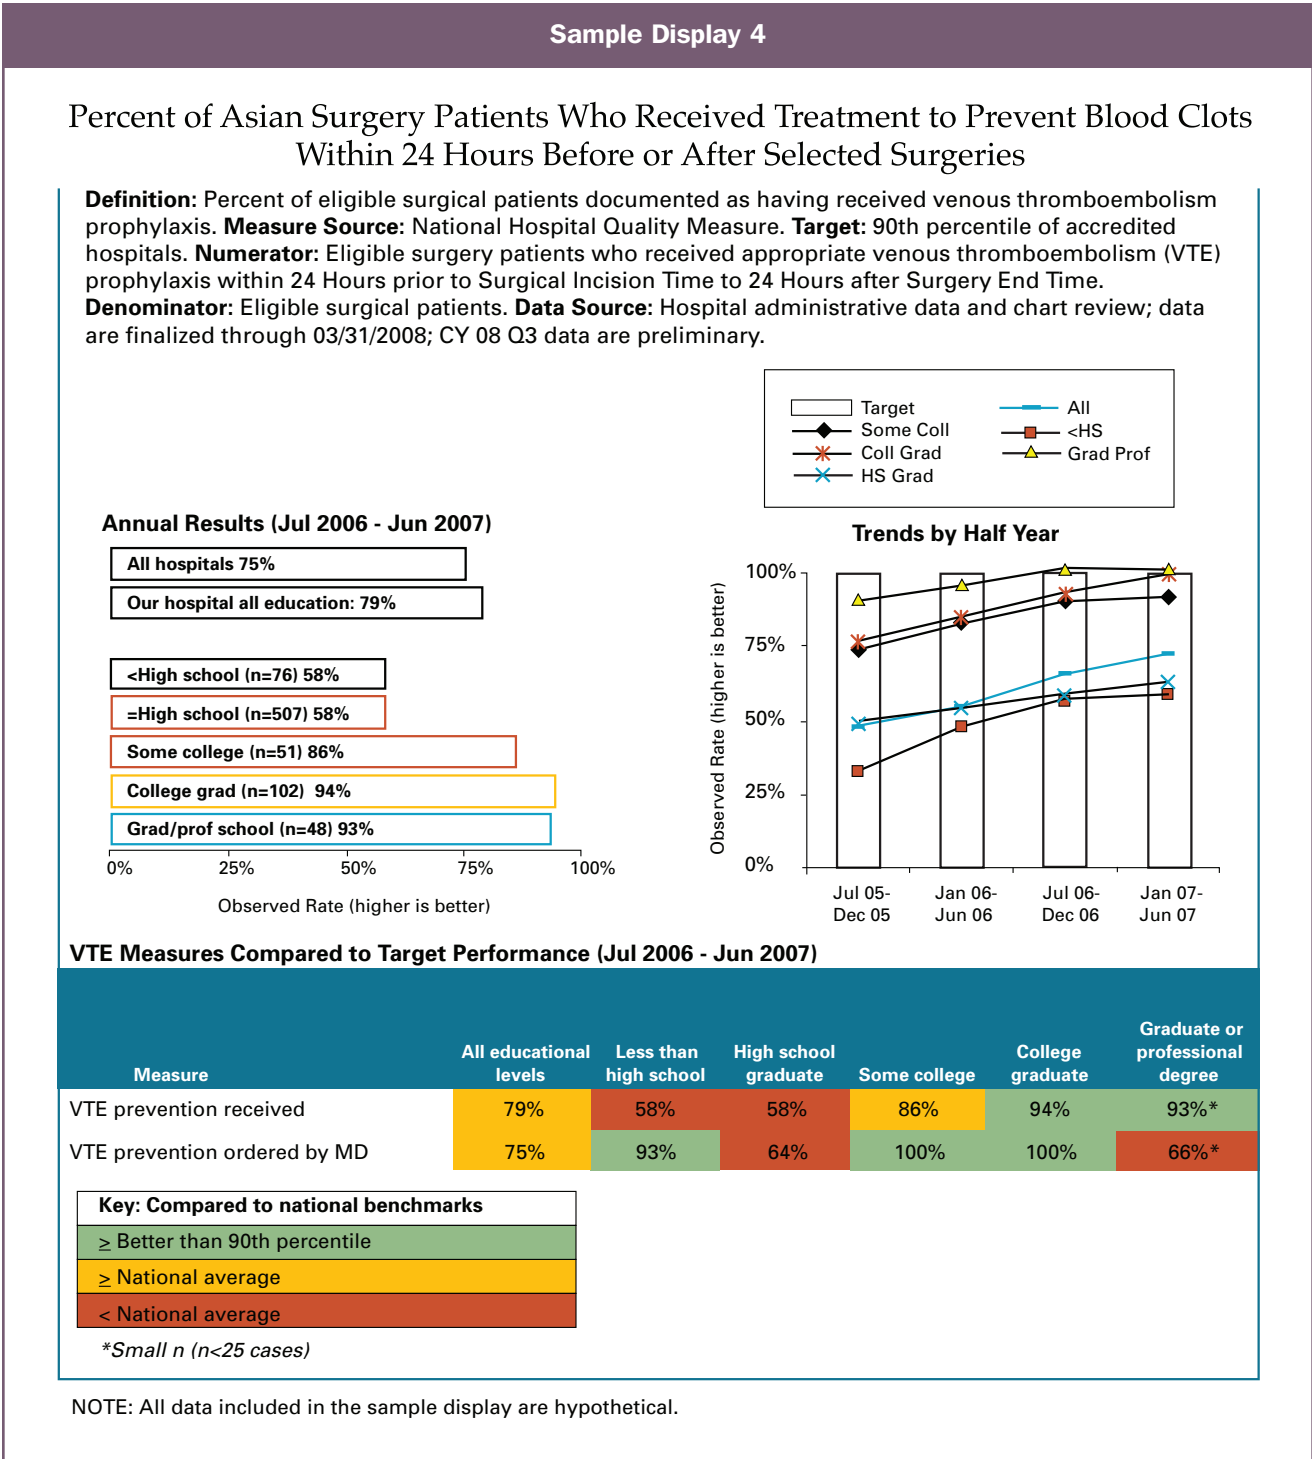 Sample Display 4
Percent of Asian Surgery Patients Who Received Treatment to Prevent Blood Clots
Within 24 Hours Before or After Selected Surgeries
Definition: Percent of eligible surgical patients documented as having received venous thromboembolism
prophylaxis. Measure Source: National Hospital Quality Measure. Target: 90th percentile of accredited
hospitals. Numerator: Eligible surgery patients who received appropriate venous thromboembolism (VTE)
prophylaxis within 24 Hours prior to Surgical Incision Time to 24 Hours after Surgery End Time.
Denominator: Eligible surgical patients. Data Source: Hospital administrative data and chart review; data
are finalized through 03/31/2008; CY 08 Q3 data are preliminary.
Target
Some Coll
Coll Grad
HS Grad
All
<HS
Grad Prof
Annual Results (Jul 2006 - Jun 2007)
All hospitals 75%
Our hospital all education: 79%
<High school (n=76) 58%
=High school (n=507) 58%
Some college (n=51) 86%
College grad (n=102) 94%
Grad/prof school (n=48) 93%
0% 25% 50% 75% 100%
Observed Rate (higher is better)
Trends by Half Year
Observed Rate (higher is better)
100%
75%
50%
25%
0%
Jul 05-
Dec 05
Jan 06-
Jun 06
Jul 06-
Dec 06
Jan 07-
Jun 07
VTE Measures Compared to Target Performance (Jul 2006 - Jun 2007)
Measure
All educational
levels
Less than
high school
High school
graduate
Some college
College
graduate
Graduate or
professional
degree
VTE prevention received 79% 58% 58% 86% 94% 93%*
VTE prevention ordered by MD 75% 93% 64% 100% 100% 66%*
Key: Compared to national benchmarks
≥ Better than 90th percentile
≥ National average
< National average
*Small n (n<25 cases)
NOTE: All data included in the sample display are hypothetical.